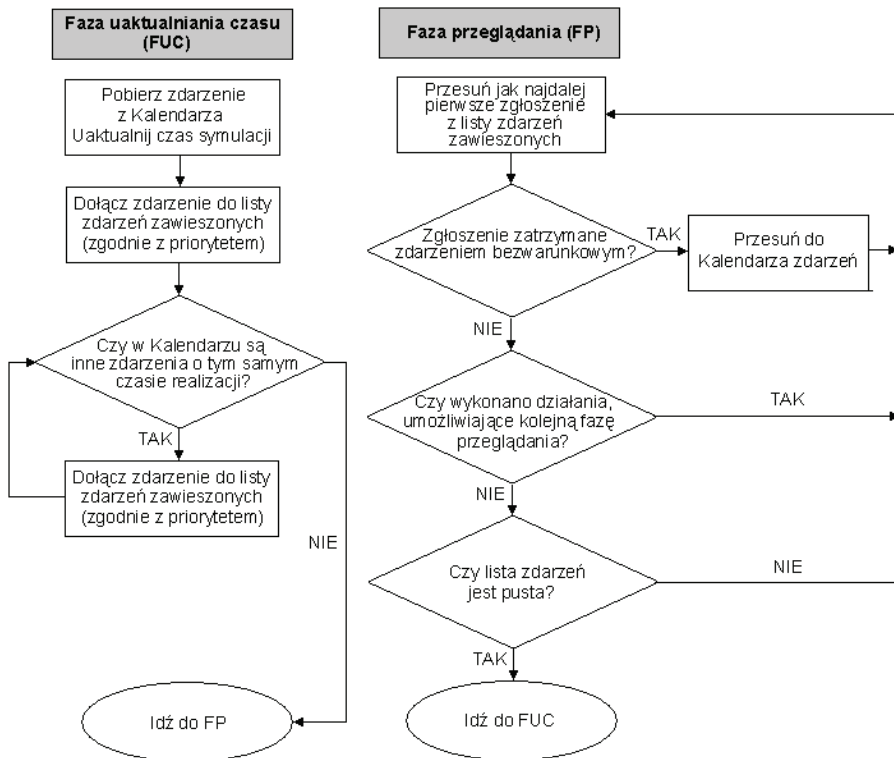 Faza uaktualniania czasu
(FUC)
Pobierz zdarzenie
z Kalendarza
Uaktualnij czas symulacji
Dołącz zdarzenie do listy
zdarzeń zawieszonych
(zgodnie z priorytetem)
Czy w Kalendarzu są
inne zdarzenia o tym samym
czasie realizacji?
TAK
Dołącz zdarzenie do listy
zdarzeń zawieszonych
(zgodnie z priorytetem)
NIE
Idź do FP
Faza przeglądania (FP)
Przesuń jak najdalej
pierwsze zgłoszenie
z listy zdarzeń
zawieszonych
Zgłoszenie zatrzymane
zdarzeniem bezwarunkowym?
TAK
Przesuń do
Kalendarza zdarzeń
NIE
Czy wykonano działania,
umożliwiające kolejną fazę
przeglądania?
TAK
NIE
Czy lista zdarzeń
jest pusta?
NIE
TAK
Idź do FUC